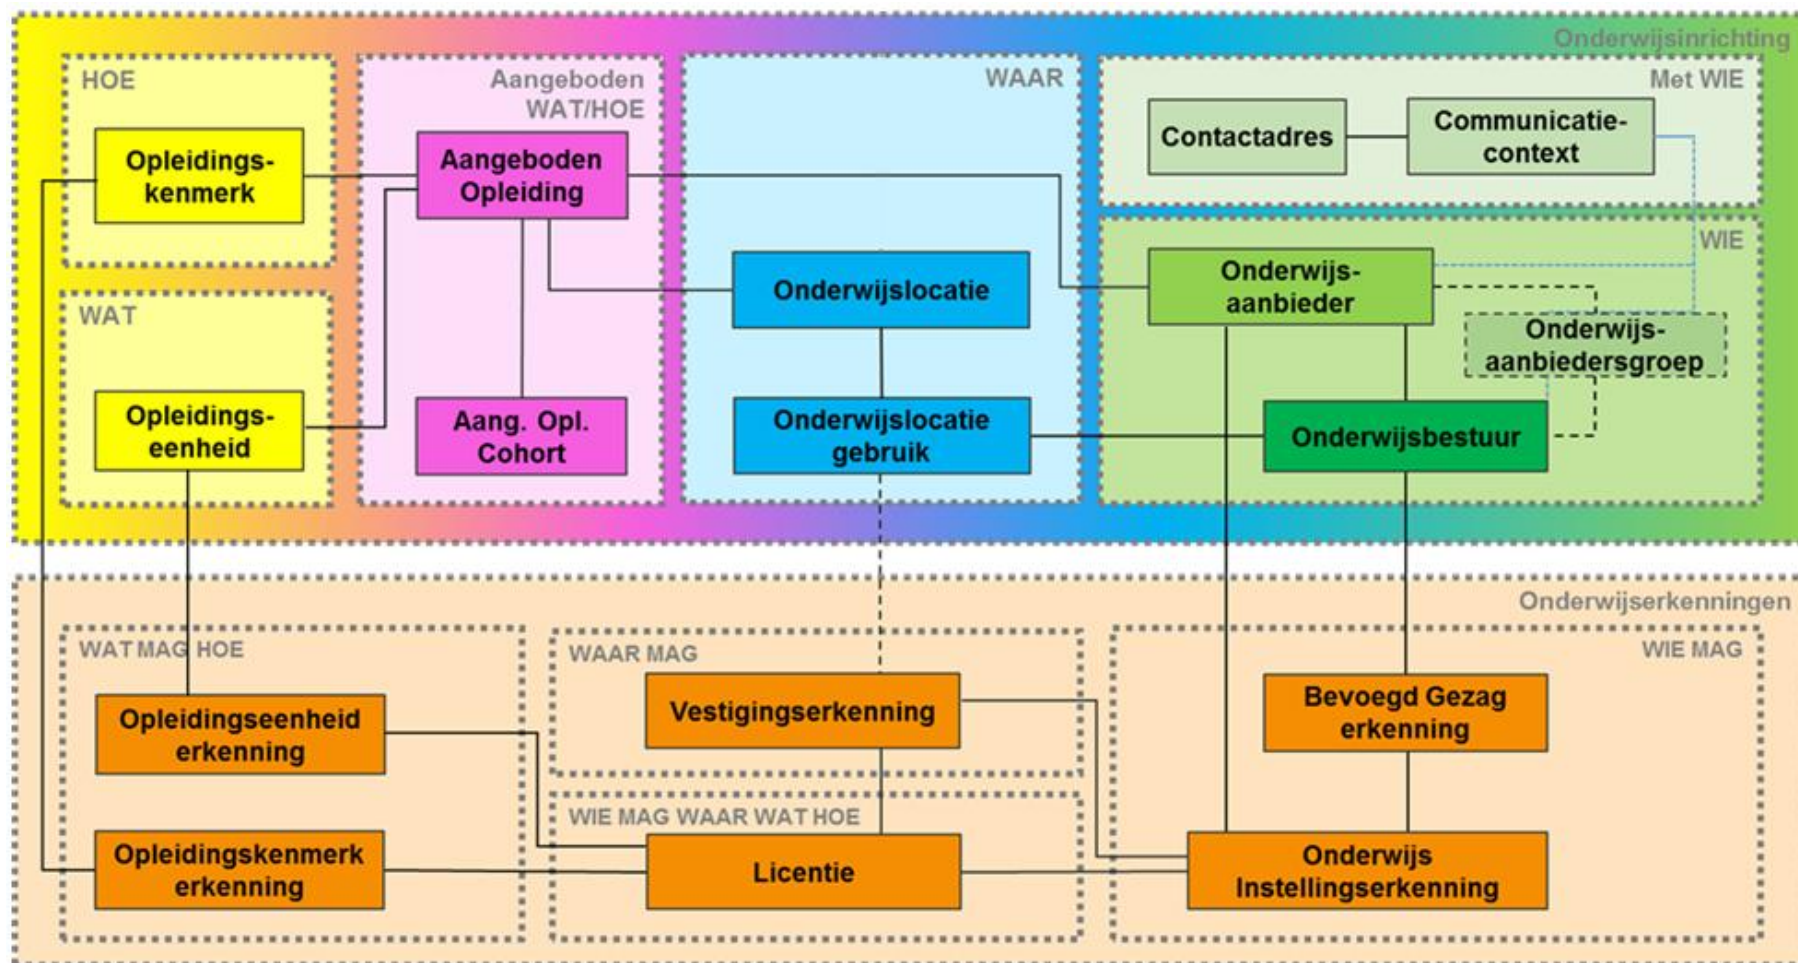 Onderwijsinrichting
HOE
Opleidings-
kenmerk
WAT
Opleidings-
eenheid
Aangeboden
WAT/HOE
Aangeboden
Opleiding
Aang. Opl.
Cohort
WAAR
Onderwijslocatie
Onderwijslocatie
gebruik
Met WIE
Contactadres
Communicatie-
context
WIE
Onderwijs-
aanbieder
Onderwijs-
aanbiedersgroep
Onderwijsbestuur
Onderwijserkenningen
WAT MAG HOE
Opleidingseenheid
erkenning
Opleidingskenmerk
erkenning
WAAR MAG
Vestigingserkenning
WIE MAG WAAR WAT HOE
Licentie
WIE MAG
Bevoegd Gezag
erkenning
Onderwijs
Instellingserkenning